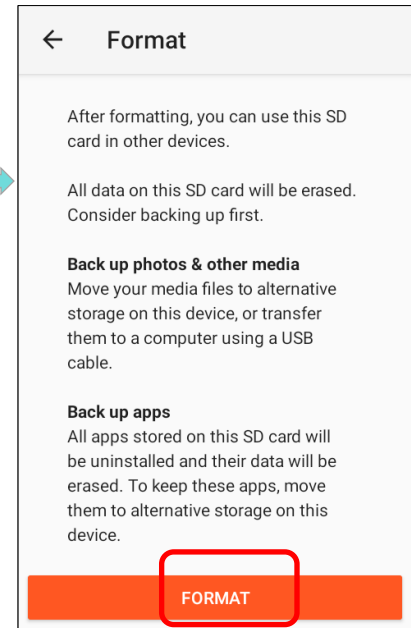 Format
After formatting, you can use this SD
card in other devices.
All data on this SD card will be erased.
Consider backing up first.
Back up photos & other media
Move your media files to alternative
storage on this device, or transfer
them to a computer using a USB
cable.
Back up apps
All apps stored on this SD card will
be uninstalled and their data will be
erased. To keep these apps, move
them to alternative storage on this
device.
FORMAT